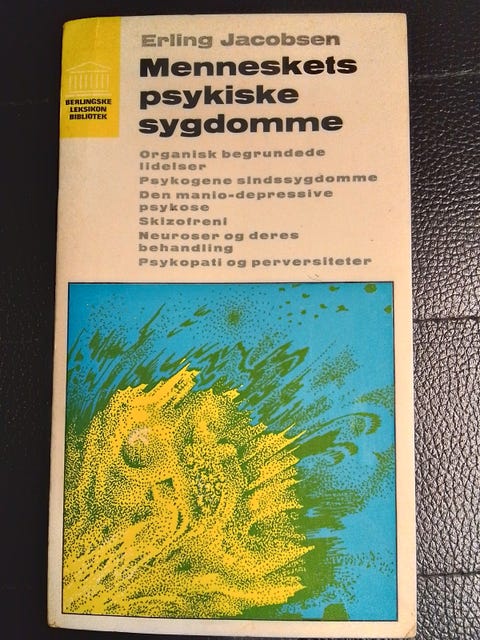 Erling Jacobsen
Menneskets
psykiske
sygdomme
BERLINGSKE
LEKSIKON
BIBLIOTEK
Organisk begrundede
lidelser
Psykogene sindssygdomme
Den manio-depressive
psykose
Skizofreni
Neuroser og deres
behandling
Psykopati og perversiteter